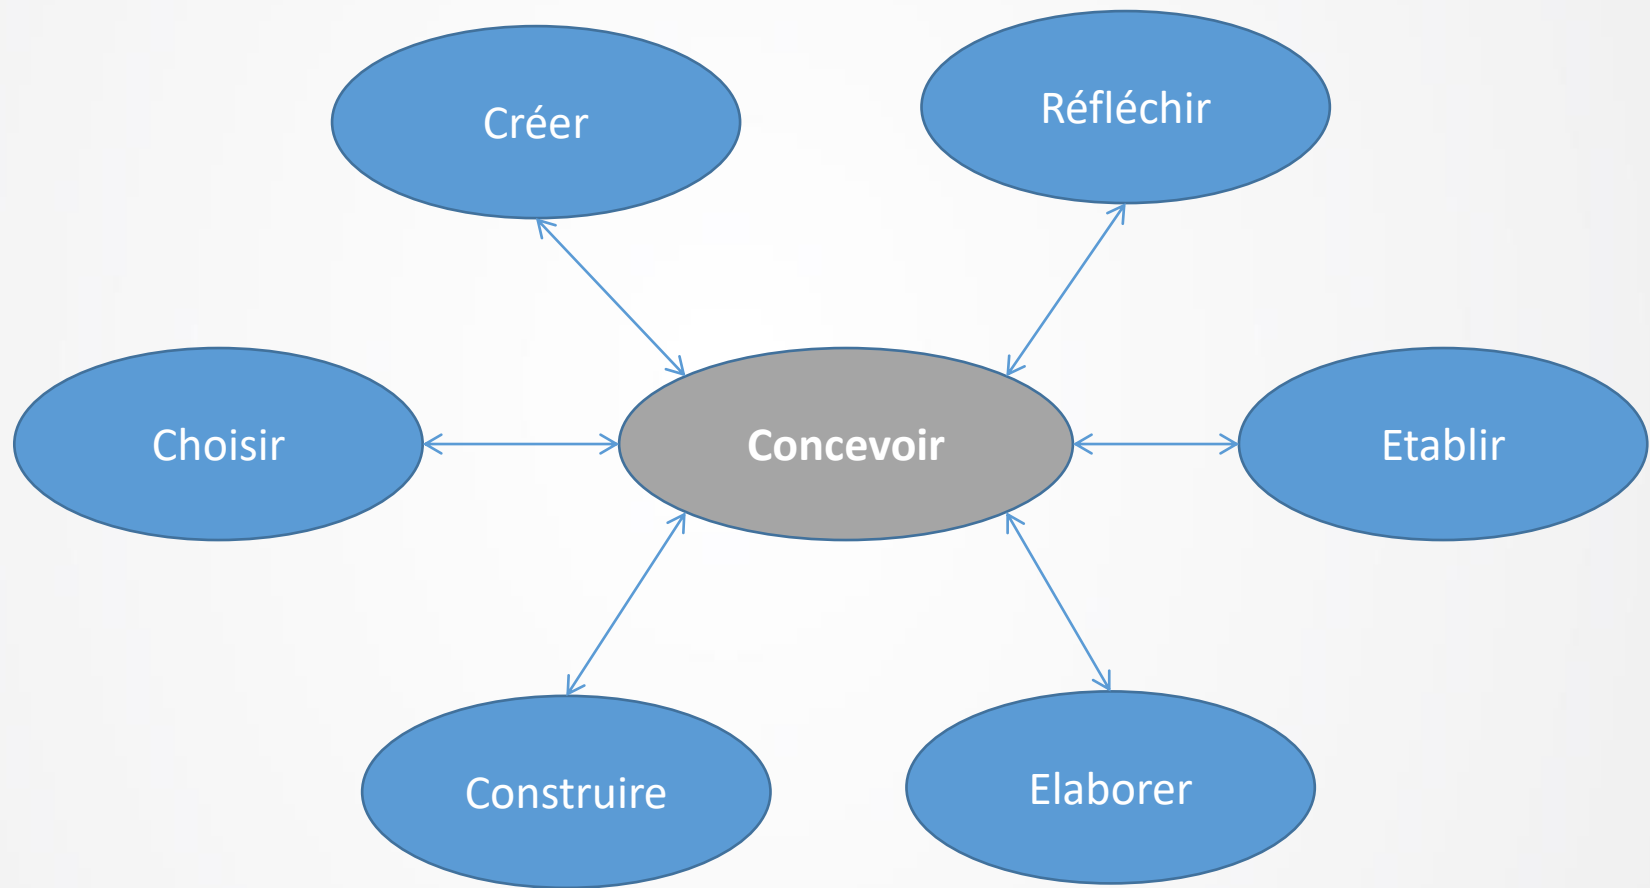 Créer
Réfléchir
Choisir
Concevoir
Etablir
Construire
Elaborer